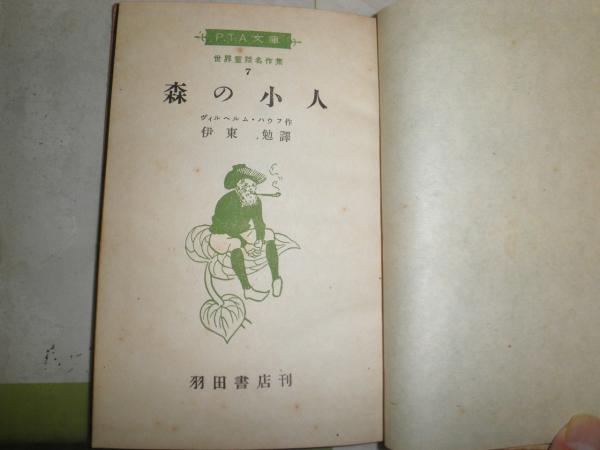 P.T.A 文庫
世界童話名作集
7
森の小人
ヴィルヘルム・ハウフ作
伊東 勉譯
羽田書店刊